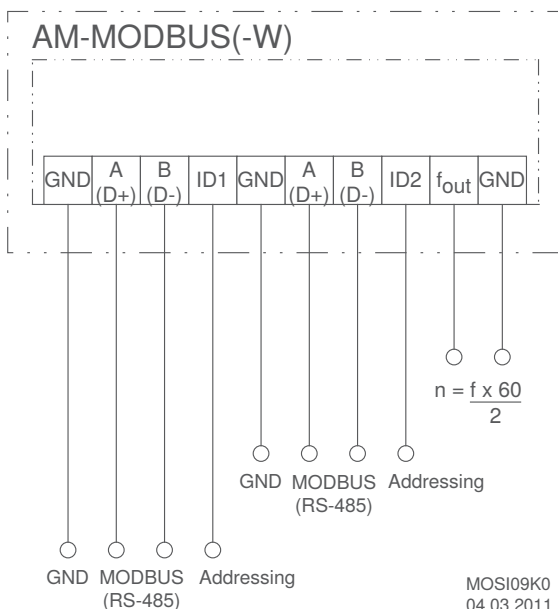 AM-MODBUS(-W)
GND A (D+) B (D-) ID1 GND A (D+) B (D-) ID2 fout GND
n = f x 60
2
GND MODBUS Addressing
(RS-485)
GND MODBUS Addressing
(RS-485)
MOSI09K0
04.03.2011